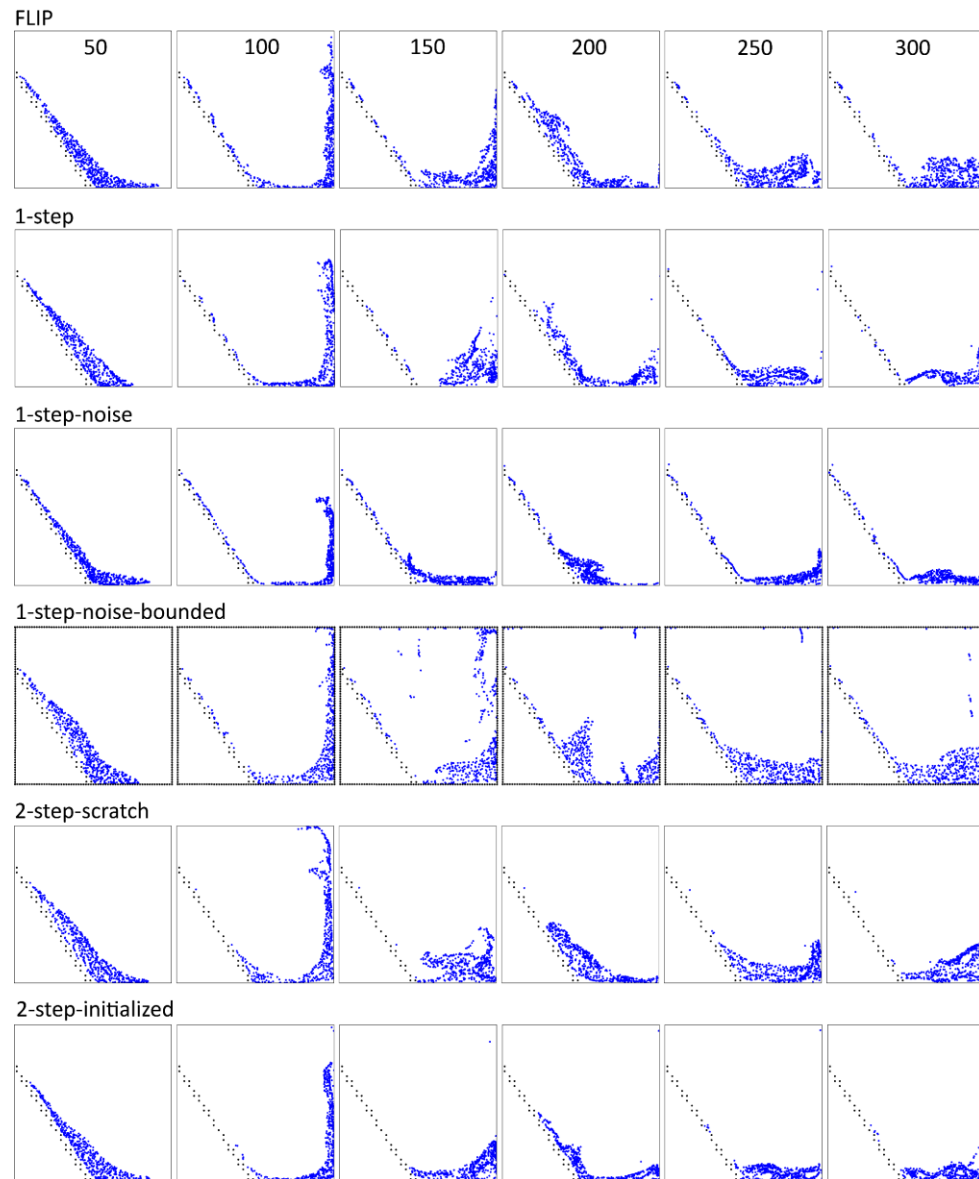 FLIP
50 100 150 200 250 300
1-step
1-step-noise
1-step-noise-bounded
2-step-scratch
2-step-initialized